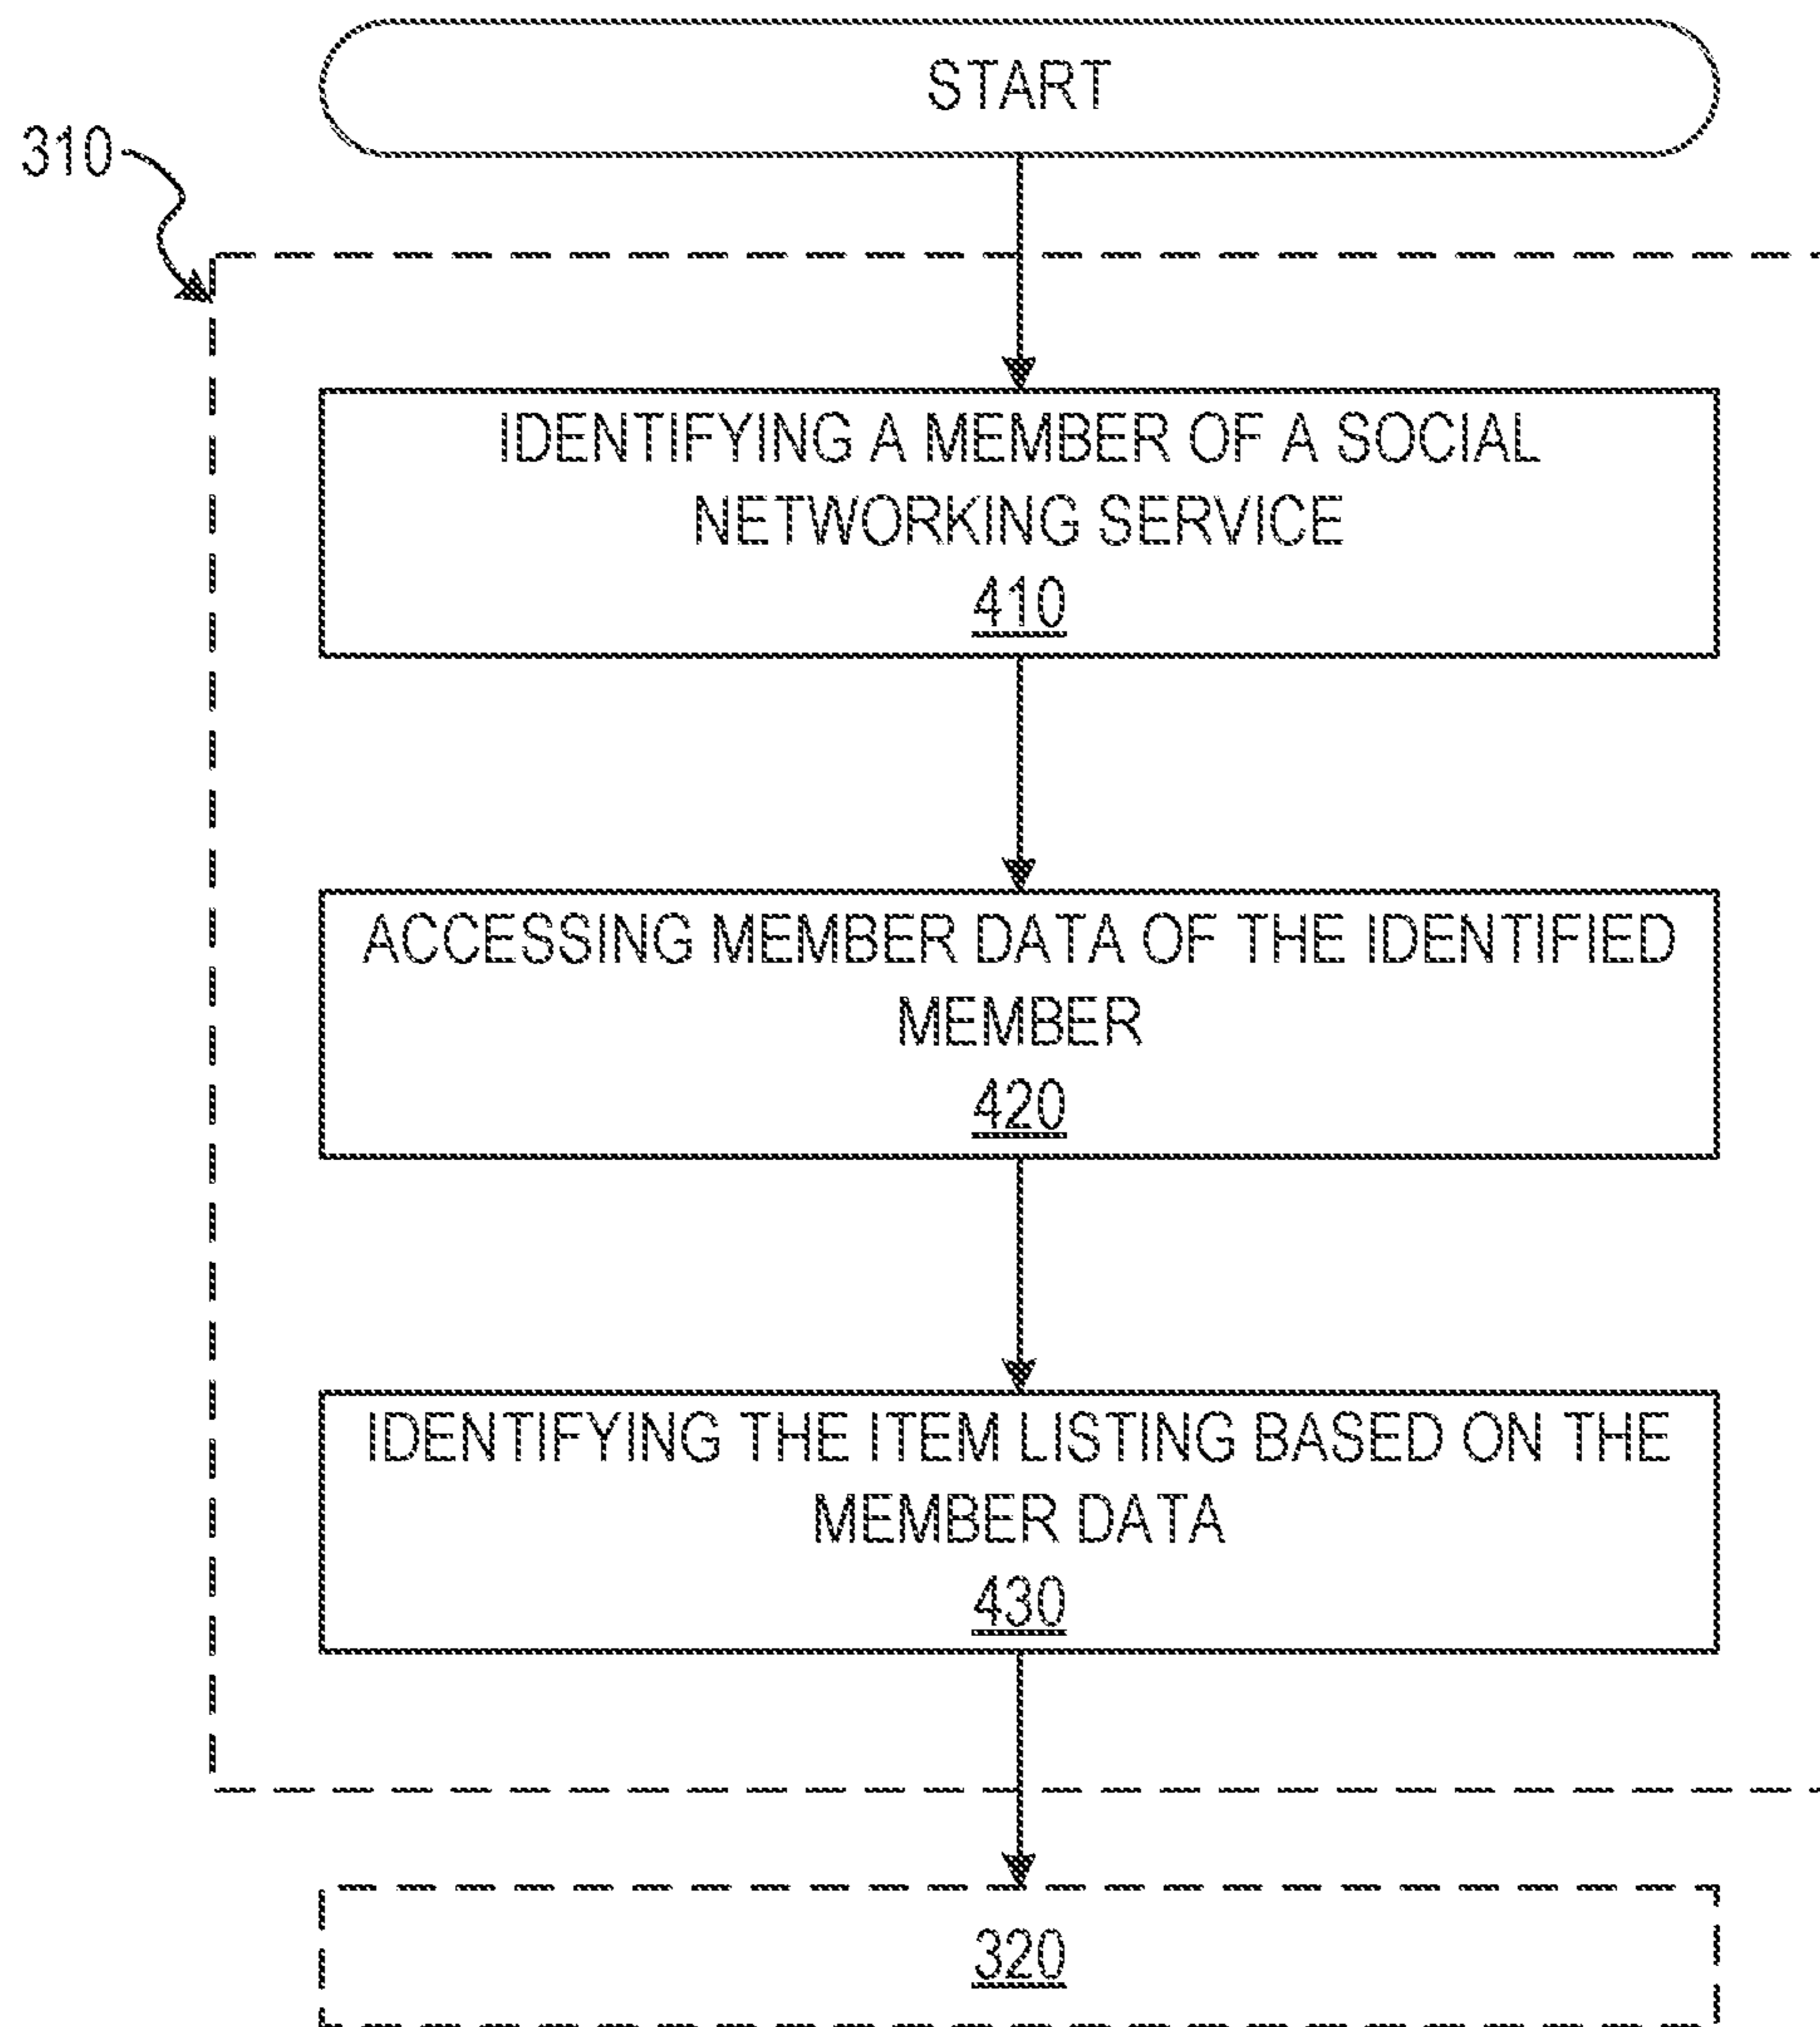 START
310
IDENTIFYING A MEMBER OF A SOCIAL
NETWORKING SERVICE
410
ACCESSING MEMBER DATA OF THE IDENTIFIED
MEMBER
420
IDENTIFYING THE ITEM LISTING BASED ON THE
MEMBER DATA
430
320